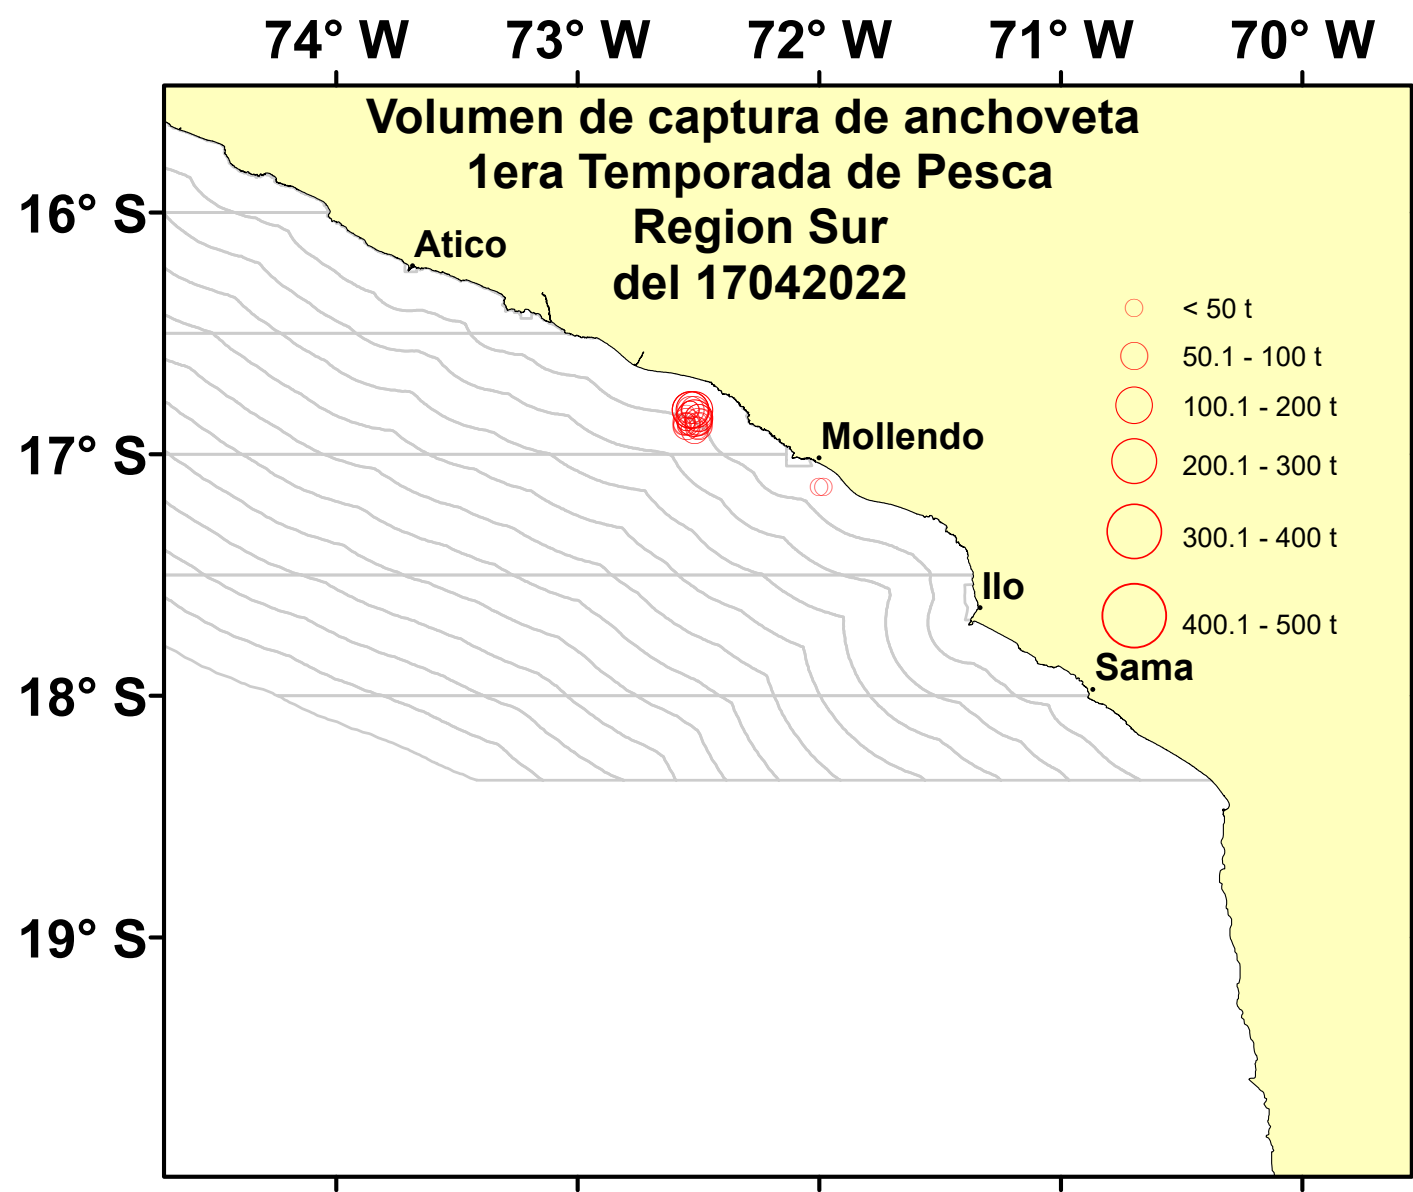 74° W 73° W 72° W 71° W 70° W
Volumen de captura de anchoveta
1era Temporada de Pesca
Region Sur
del 17042022
16° S
Atico
< 50 t
50.1 - 100 t
100.1 - 200 t
Mollendo
17° S
200.1 - 300 t
300.1 - 400 t
Ilo
400.1 - 500 t
Sama
18° S
19° S